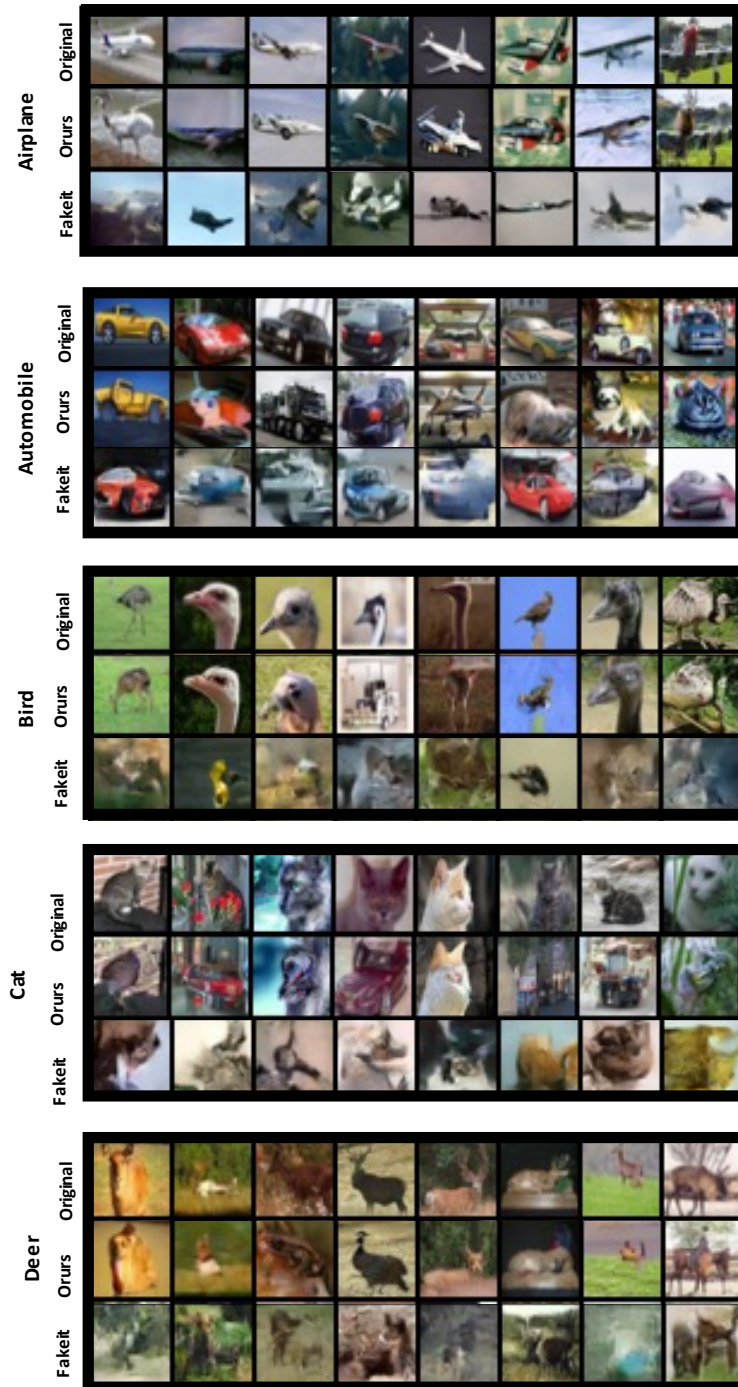 Airplane
Original
Orurs
Fakeit
Automobile
Original
Orurs
Fakeit
Bird
Original
Orurs
Fakeit
Cat
Original
Orurs
Fakeit
Deer
Original
Orurs
Fakeit